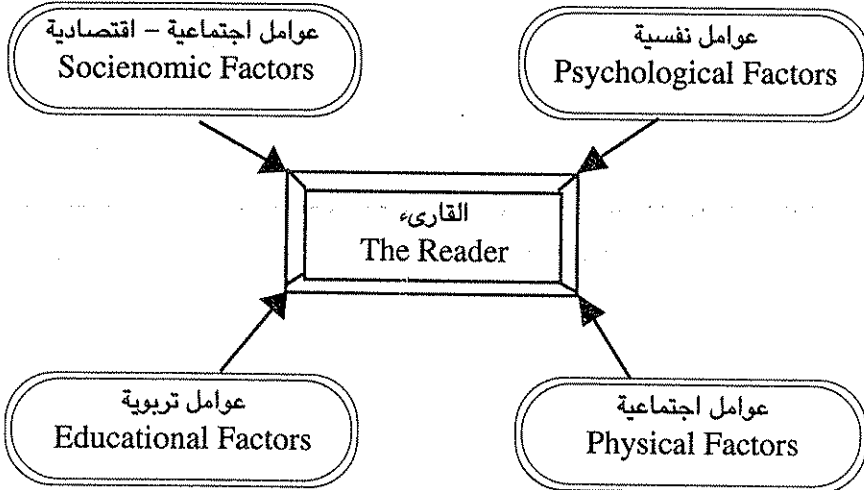 عوامل اجتماعية – اقتصادية
Socienomic Factors
عوامل نفسية
Psychological Factors
القارىء
The Reader
عوامل تربوية
Educational Factors
عوامل اجتماعية
Physical Factors